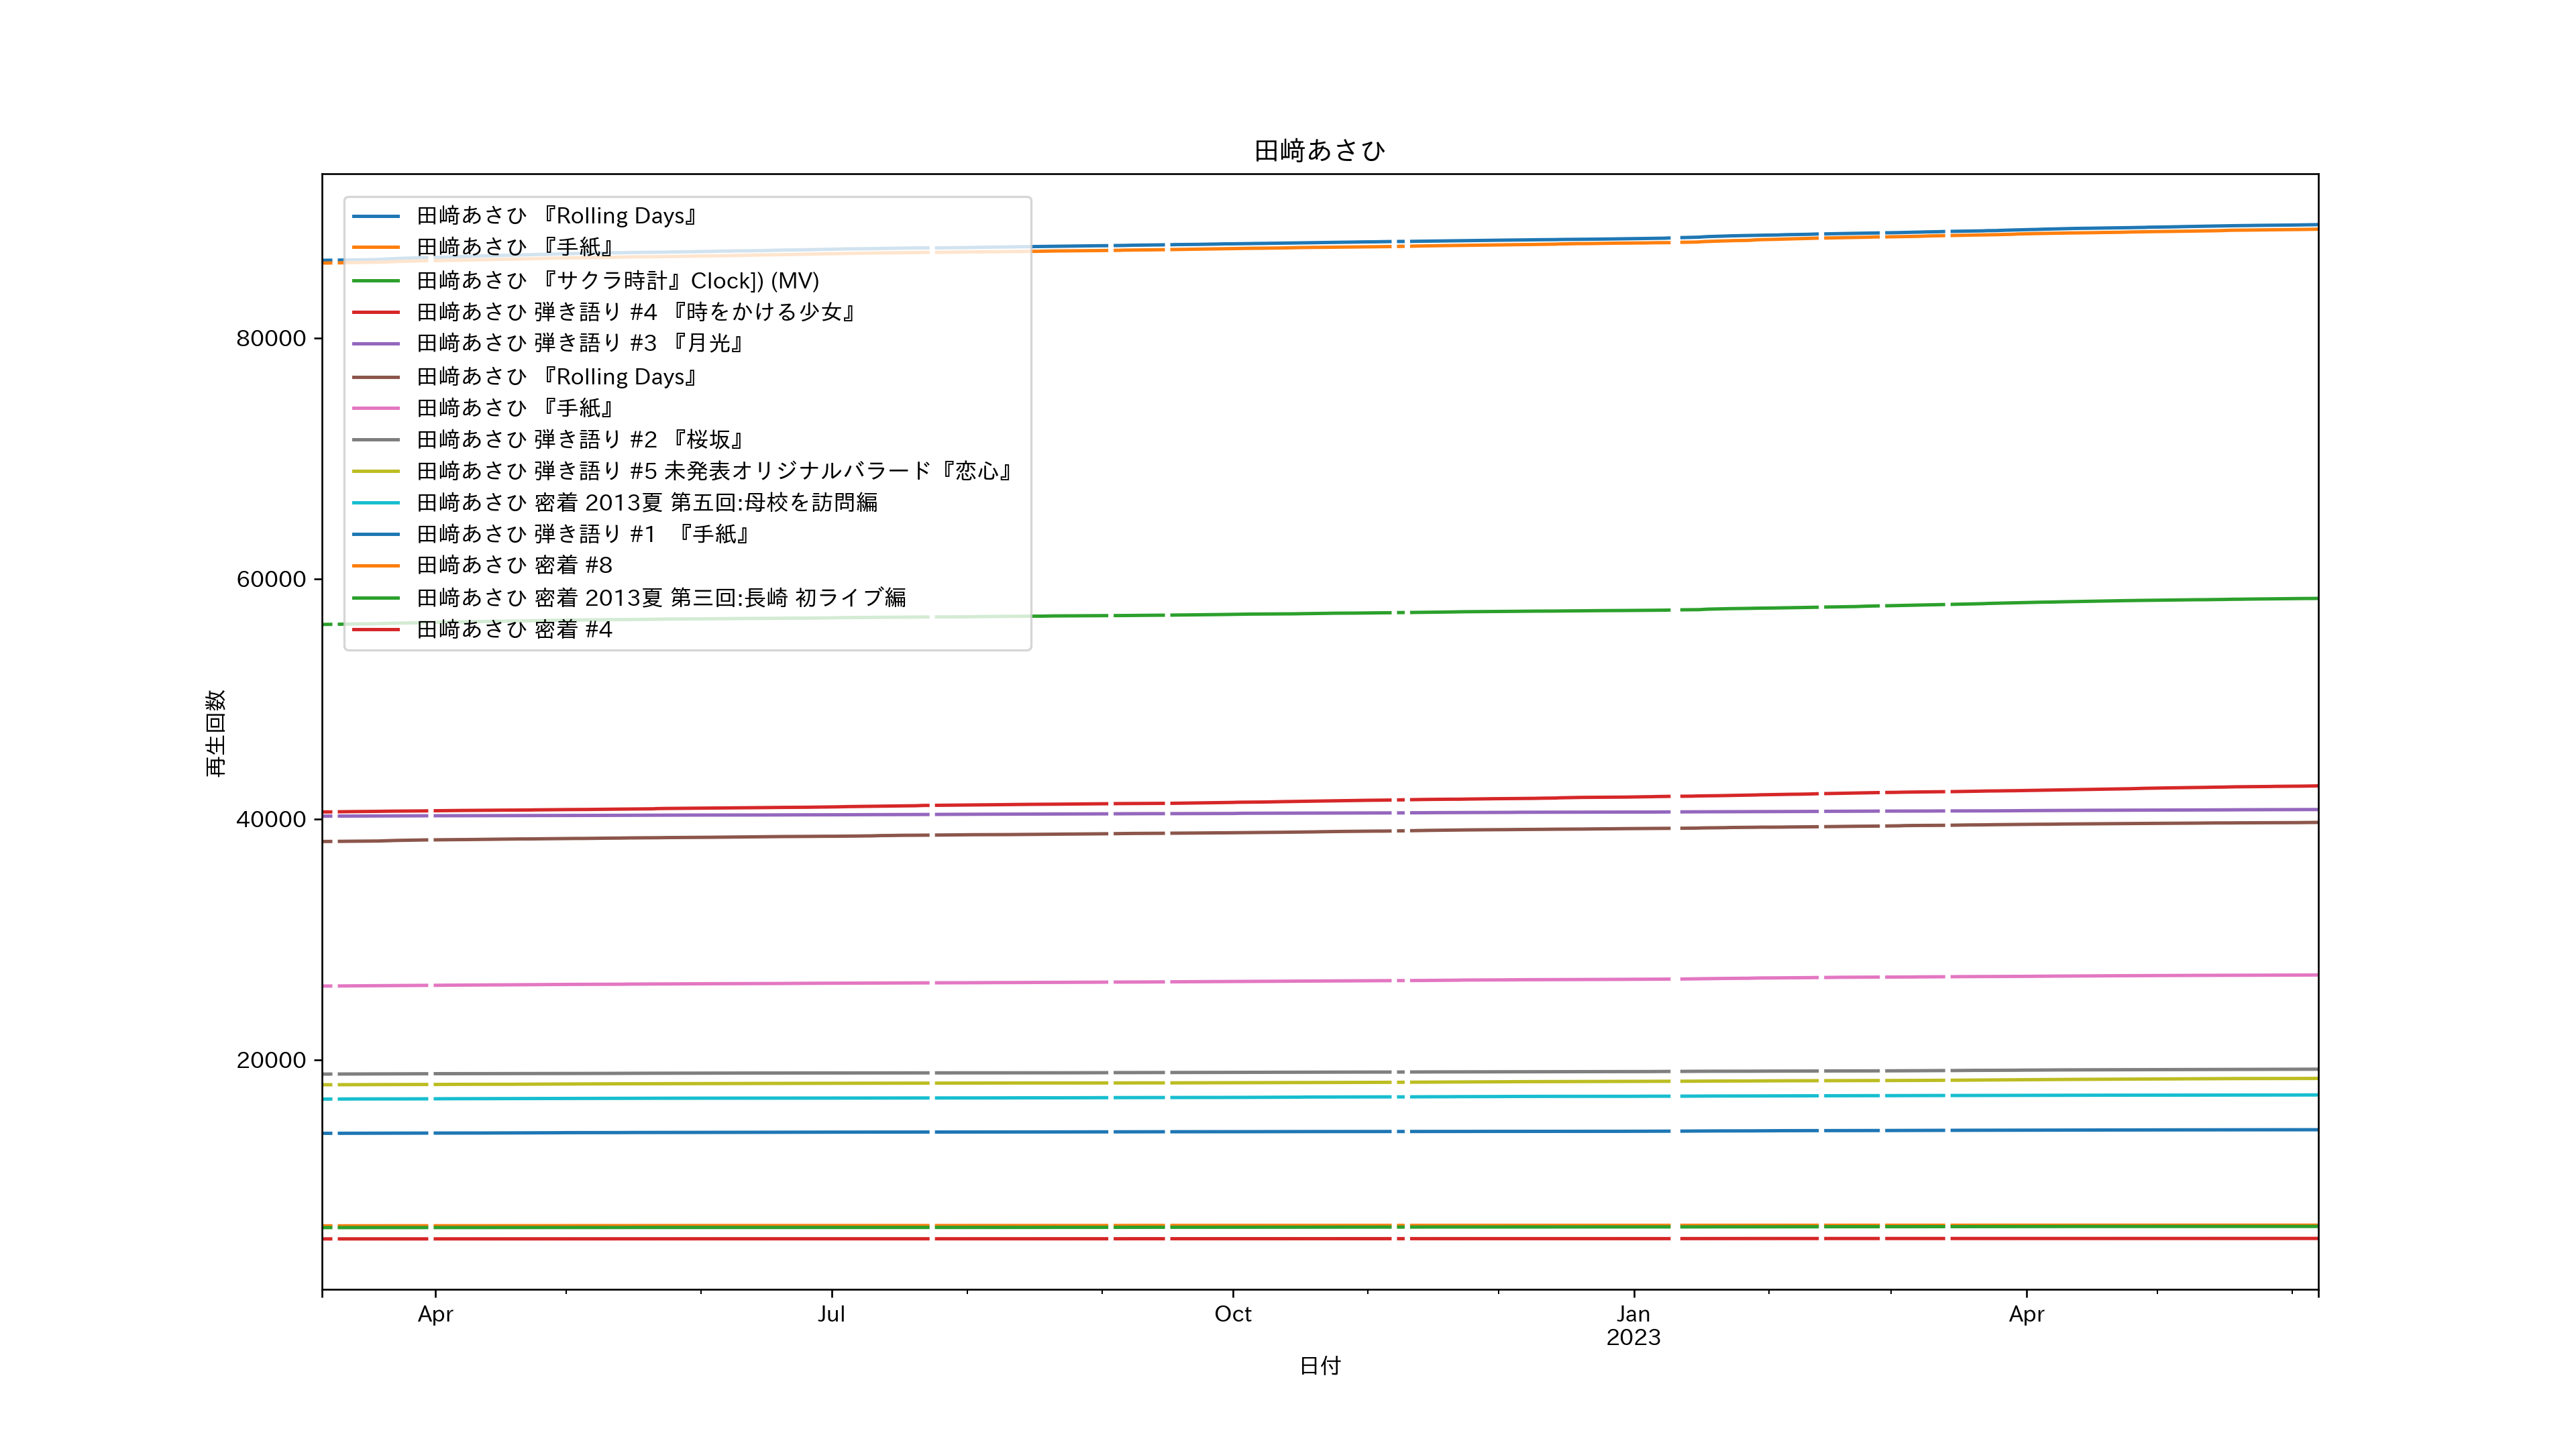 田﨑あさひ
田﨑あさひ 『Rolling Days』
田﨑あさひ 『手紙』
田﨑あさひ 『サクラ時計』Clock]) (MV)
田﨑あさひ 弾き語り #4 『時をかける少女』
田﨑あさひ 弾き語り #3 『月光』
田﨑あさひ 『Rolling Days』
田﨑あさひ 『手紙』
田﨑あさひ 弾き語り #2 『桜坂』
田﨑あさひ 弾き語り #5 未発表オリジナルバラード『恋心』
田﨑あさひ 密着 2013夏 第五回:母校を訪問編
田﨑あさひ 弾き語り #1 『手紙』
田﨑あさひ 密着 #8
田﨑あさひ 密着 2013夏 第三回:長崎 初ライブ編
田﨑あさひ 密着 #4
80000
60000
40000
20000
再生回数
Apr Jul Oct Jan Apr
2023
日付